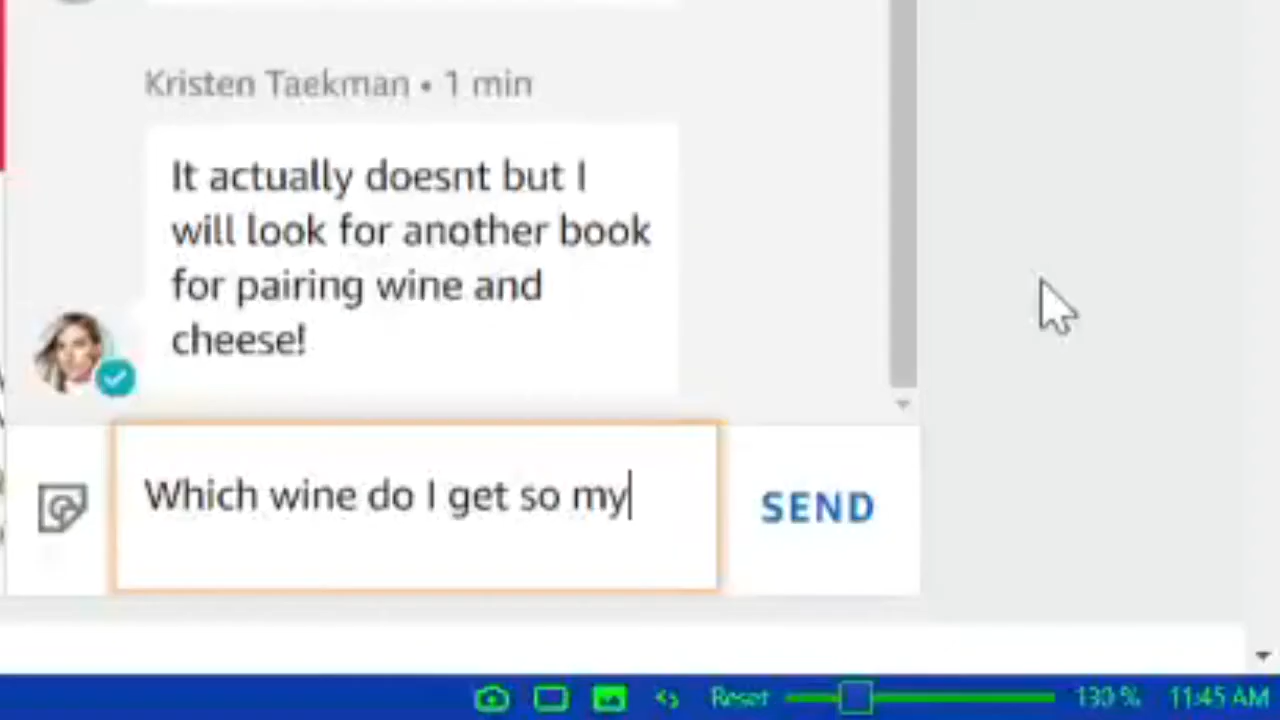 Kristen Taekman • 1 min
It actually doesnt but I
will look for another book
for pairing wine and
cheese!
Which wine do I get so my
SEND
Reset 130 % 11:45 AM